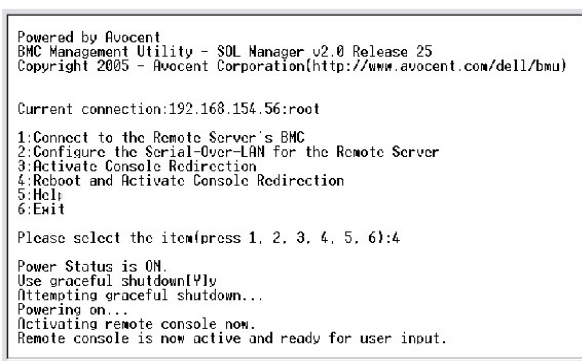 Powered by Avocent
BMC Management Utility - SOL Manager v2.0 Release 25
Copyright 2005 - Avocent Corporation(http://www.avocent.com/dell/bmu)
Current connection:192.168.154.56:root
1:Connect to the Remote Server's BMC
2:Configure the Serial-Over-LAN for the Remote Server
3:Activate Console Redirection
4:Reboot and Activate Console Redirection
5:Help
6:Exit
Please select the item(press 1, 2, 3, 4, 5, 6):4
Power Status is ON.
Use graceful shutdown[Y]y
Attempting graceful shutdown...
Powering on...
Activating remote console now.
Remote console is now active and ready for user input.